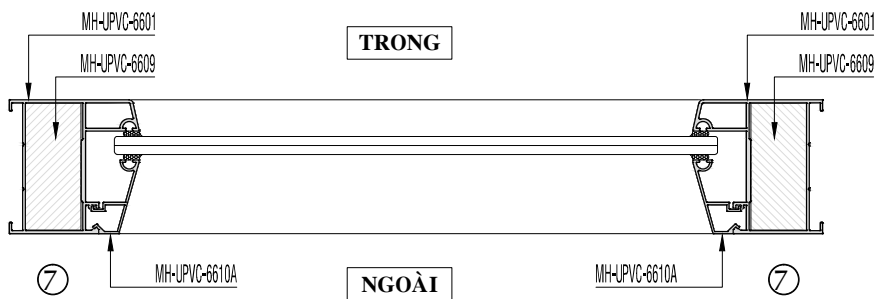 MH-UPVC-6601
MH-UPVC-6609
TRONG
MH-UPVC-6601
MH-UPVC-6609
7
MH-UPVC-6610A
NGOÀI
MH-UPVC-6610A
7